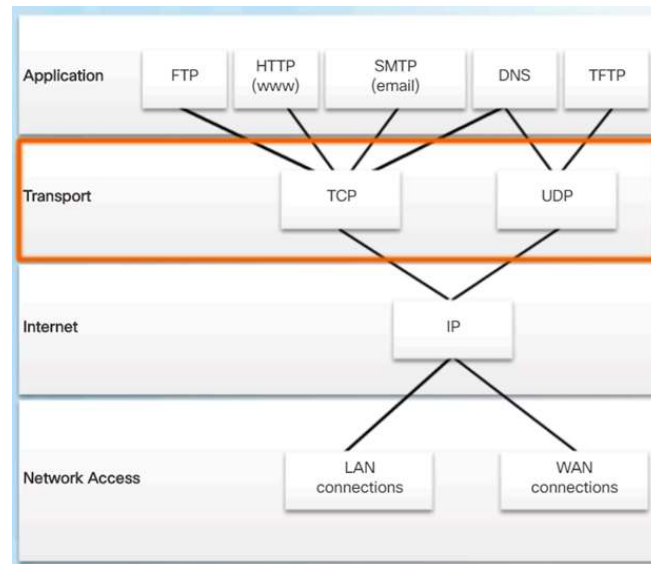 Application
FTP
HTTP
(www)
SMTP
(email)
DNS
TFTP
Transport
TCP
UDP
Internet
IP
Network Access
LAN
connections
WAN
connections